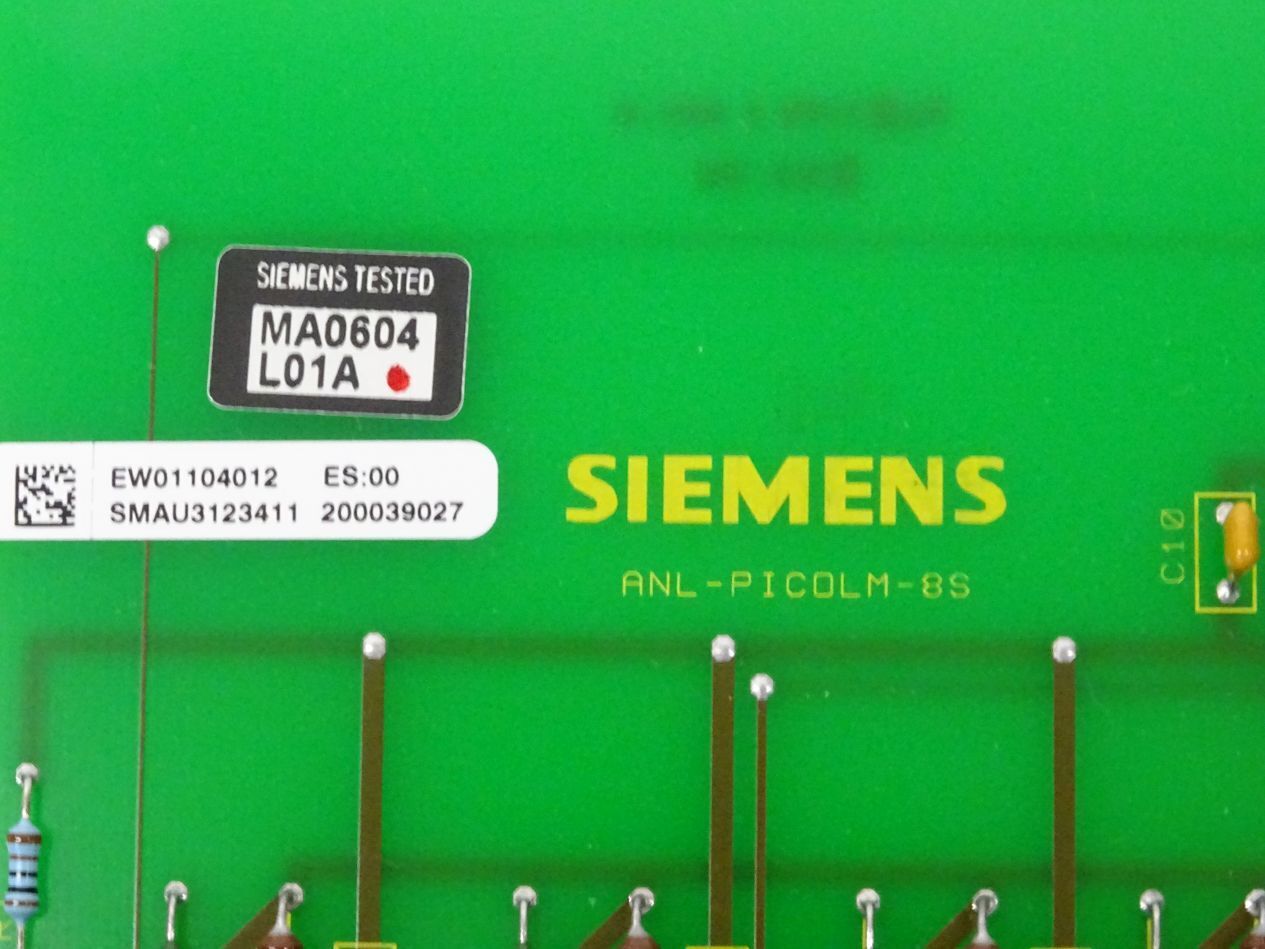 SIEMENS TESTED
MA0604
L01A
EW01104012 ES:00
SMAU3123411 200039027
SIEMENS
ANL-PICOLM-8S
C10